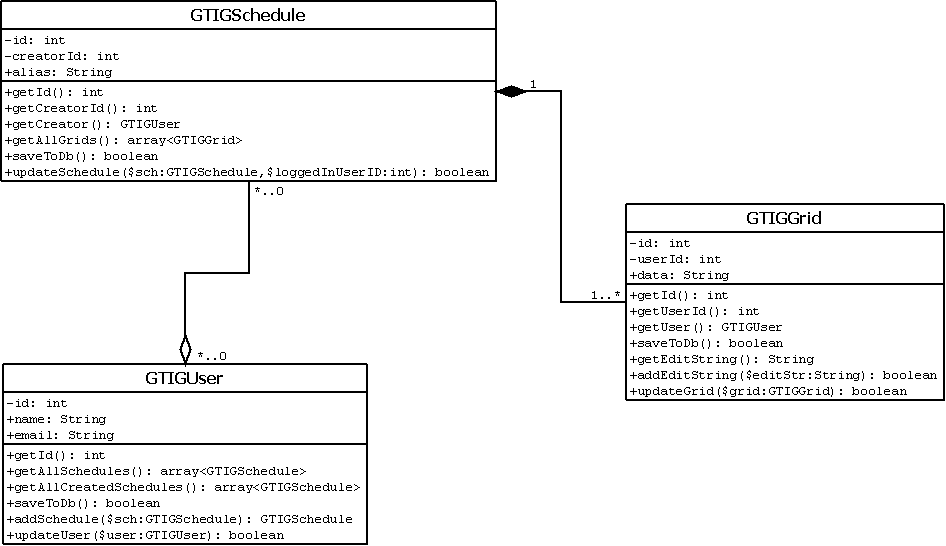 GTIGSchedule
-id: int
-creatorId: int
+alias: String
+getId(): int
+getCreatorId(): int
+getCreator(): GTIGUser
+getAllGrids(): array<GTIGGrid>
+saveToDb(): boolean
+updateSchedule($sch:GTIGSchedule,$loggedInUserID:int): boolean
1
*..0
GTIGGrid
-id: int
-userId: int
+data: String
1..*
+getId(): int
+getUserId(): int
+getUser(): GTIGUser
+saveToDb(): boolean
+getEditString(): String
+addEditString($editStr:String): boolean
+updateGrid($grid:GTIGGrid): boolean
*..0
GTIGUser
-id: int
+name: String
+email: String
+getId(): int
+getAllSchedules(): array<GTIGSchedule>
+getAllCreatedSchedules(): array<GTIGSchedule>
+saveToDb(): boolean
+addSchedule($sch:GTIGSchedule): GTIGSchedule
+updateUser($user:GTIGUser): boolean